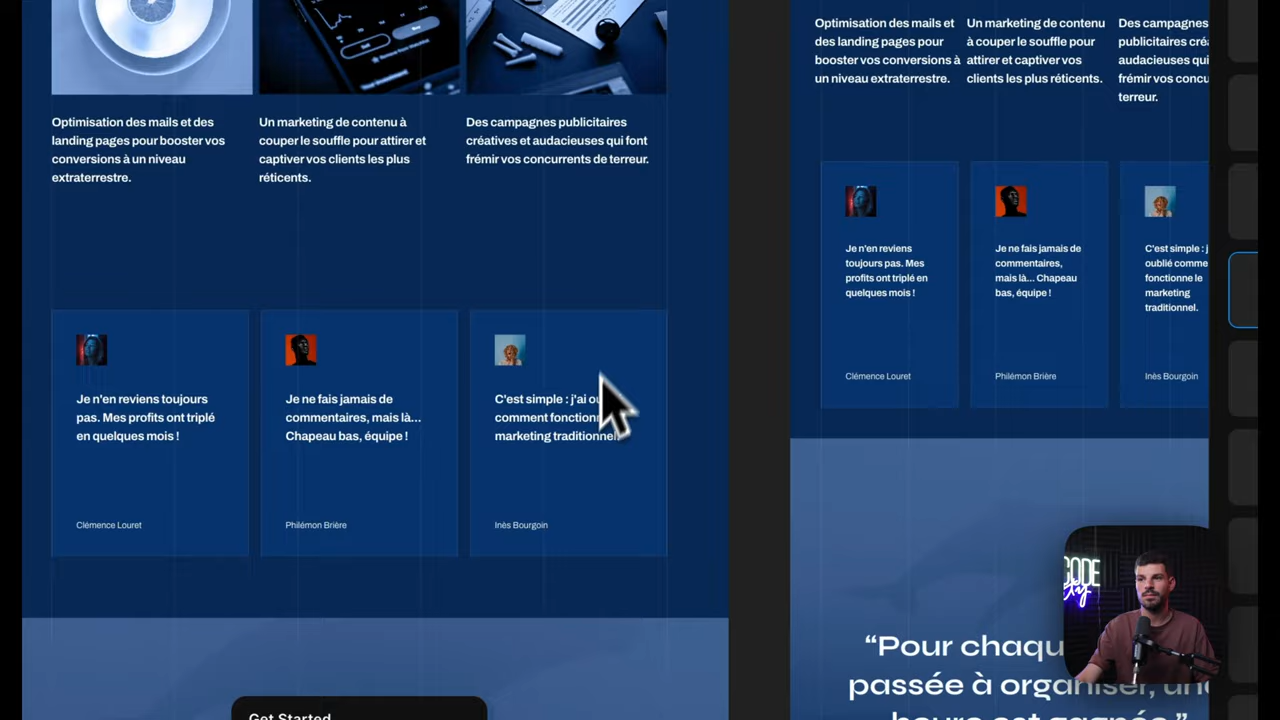 Optimisation des mails et des
landing pages pour booster vos
conversions à un niveau
extraterrestre.
Un marketing de contenu à
couper le souffle pour attirer et
captiver vos clients les plus
réticents.
Des campagnes publicitaires
créatives et audacieuses qui font
frémir vos concurrents de terreur.
Je n'en reviens toujours
pas. Mes profits ont triplé
en quelques mois !
Clémence Louret
Je ne fais jamais de
commentaires, mais là...
Chapeau bas, équipe !
Philémon Brière
C'est simple : j'ai
comment
marketing traditionnel.
Inès Bourgoin
Get Started
Optimisation des mails et
des landing pages pour
booster vos conversions à
un niveau extraterrestre.
Un marketing de contenu
à couper le souffle pour
attirer et captiver vos
clients les plus réticents.
Des campagnes
publicitaires
audacieuses qui
frémir vos
terreur.
Je n'en reviens
toujours pas. Mes
profits ont triplé en
quelques mois !
Clémence Louret
Je ne fais jamais de
commentaires,
mais là... Chapeau
bas, équipe !
Philémon Brière
C'est simple :
oublié
fonctionne le
marketing
traditionnel.
Inès Bourgoin
“Pour
passée à organiser,
heure est gagnée.”
CODE